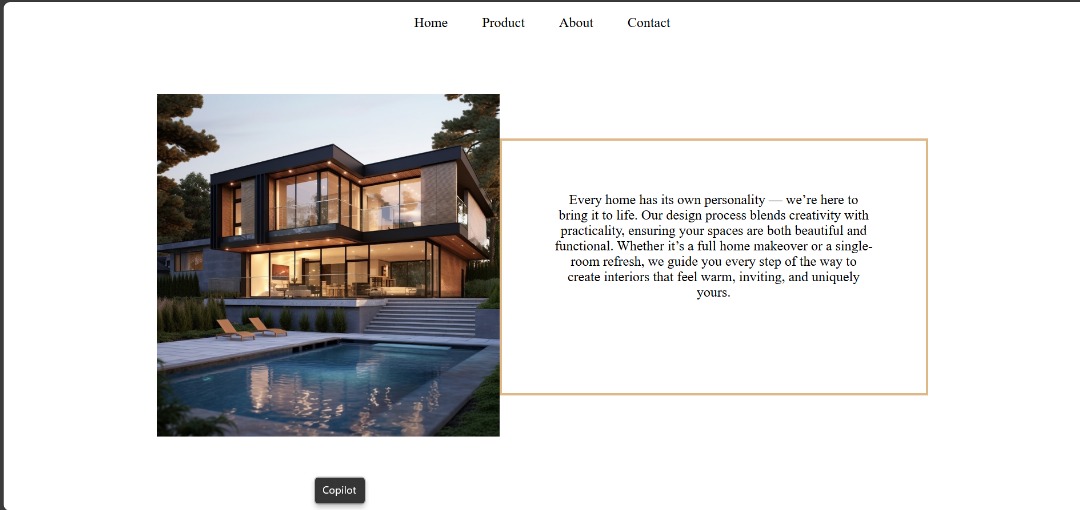 Home Product About Contact
Every home has its own personality — we’re here to
bring it to life. Our design process blends creativity with
practicality, ensuring your spaces are both beautiful and
functional. Whether it’s a full home makeover or a single-
room refresh, we guide you every step of the way to
create interiors that feel warm, inviting, and uniquely
yours.
Copilot